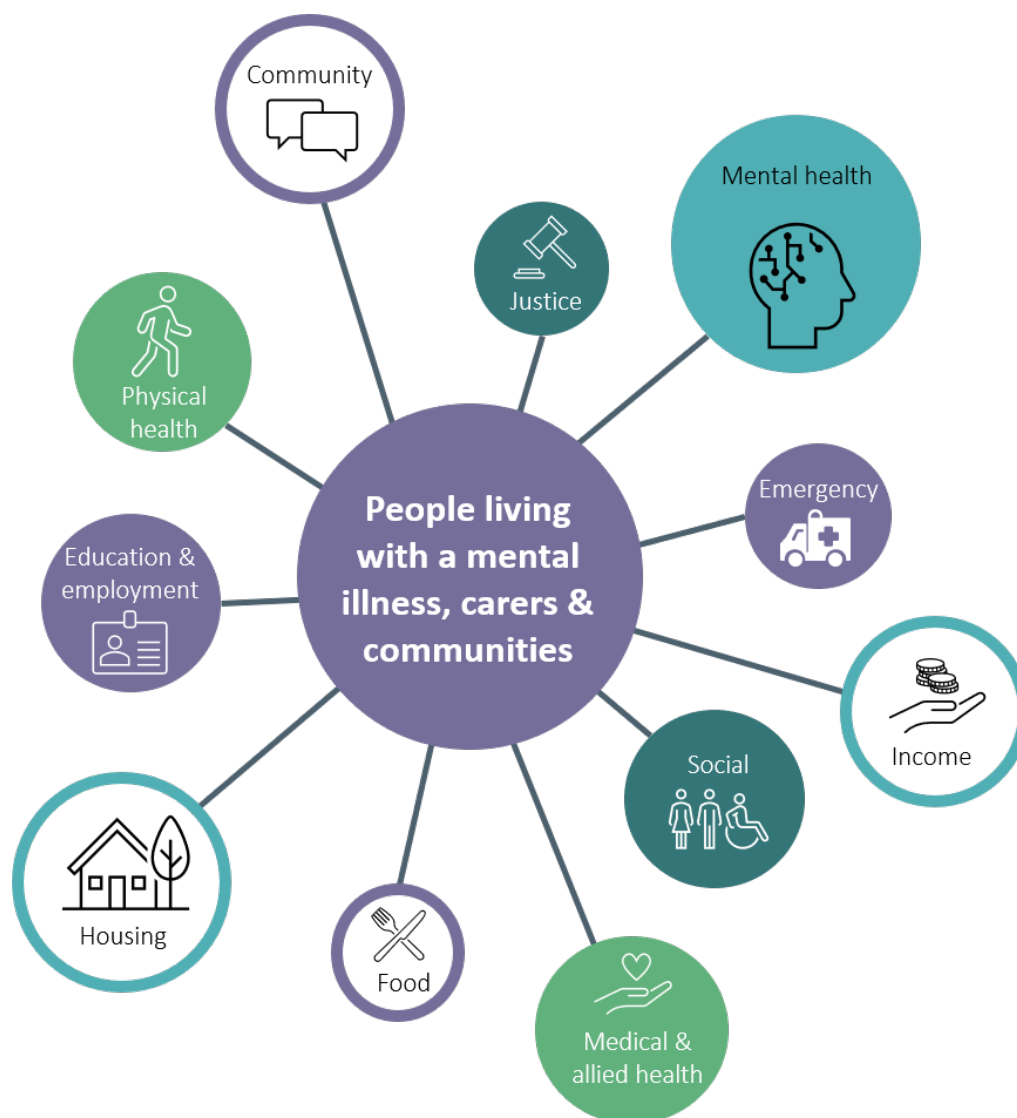 Community
Mental health
Justice
Physical
health
Emergency
People living
with a mental
illness, carers &
communities
Education &
employment
Income
Social
Housing
Food
Medical &
allied health